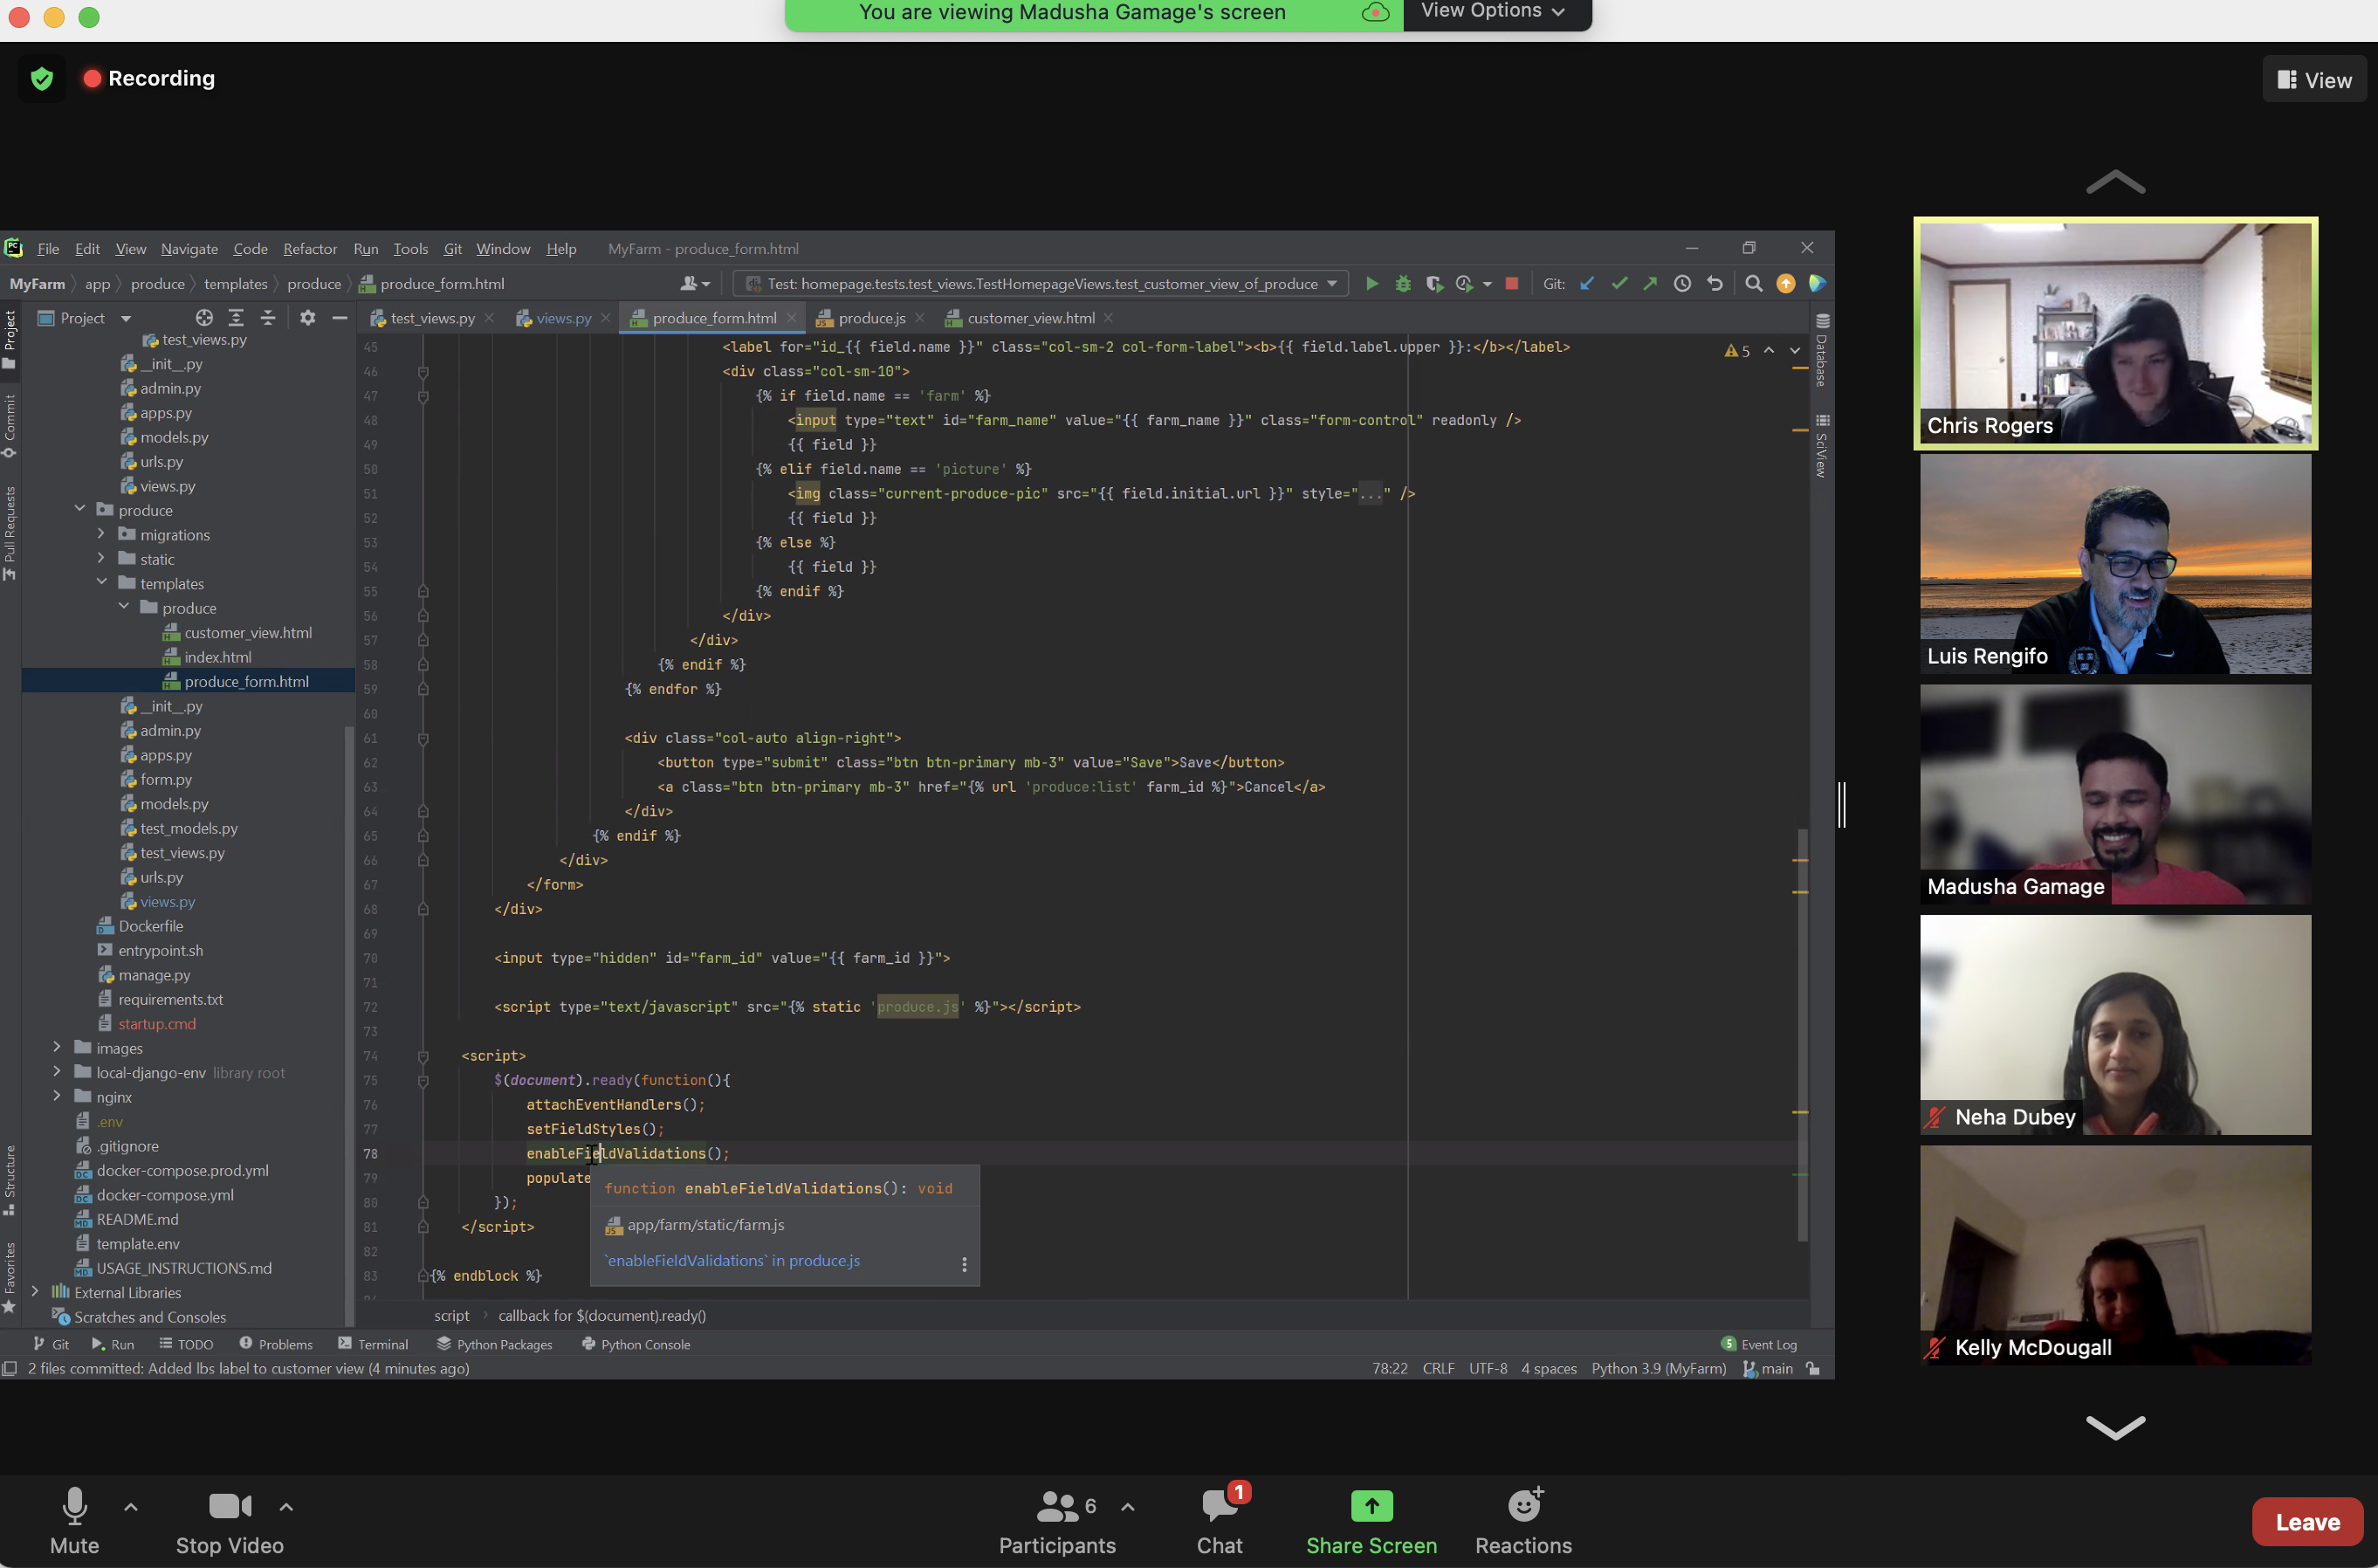 You are viewing Madusha Gamage's screen
View Options
Recording
View
File Edit View Navigate Code Refactor Run Tools Git Window Help MyFarm - produce_form.html
MyFarm app produce templates produce produce_form.html
Test: homepage.tests.test_views.TestHomepageViews.test_customer_view_of_produce
Git:
Project
test_views.py views.py produce_form.html produce.js customer_view.html
Project
Commit
Pull Requests
Structure
Favorites
test_views.py
__init__.py
admin.py
apps.py
models.py
urls.py
views.py
produce
migrations
static
templates
produce
customer_view.html
index.html
produce_form.html
__init__.py
admin.py
apps.py
form.py
models.py
test_models.py
test_views.py
urls.py
views.py
Dockerfile
entrypoint.sh
manage.py
requirements.txt
startup.cmd
images
local-django-env library root
nginx
.env
.gitignore
docker-compose.prod.yml
docker-compose.yml
README.md
template.env
USAGE_INSTRUCTIONS.md
External Libraries
Scratches and Consoles
45 <label for="id_{{ field.name }}" class="col-sm-2 col-form-label"><b>{{ field.label.upper }}:</b></label>
46 <div class="col-sm-10">
47 {% if field.name == 'farm' %}
48 <input type="text" id="farm_name" value="{{ farm_name }}" class="form-control" readonly />
49 {{ field }}
50 {% elif field.name == 'picture' %}
51 <img class="current-produce-pic" src="{{ field.initial.url }}" style="..." />
52 {{ field }}
53 {% else %}
54 {{ field }}
55 {% endif %}
56 </div>
57 </div>
58 {% endif %}
59 {% endfor %}
60
61 <div class="col-auto align-right">
62 <button type="submit" class="btn btn-primary mb-3" value="Save">Save</button>
63 <a class="btn btn-primary mb-3" href="{% url 'produce:list' farm_id %}">Cancel</a>
64 </div>
65 {% endif %}
66 </div>
67 </form>
68 </div>
69
70 <input type="hidden" id="farm_id" value="{{ farm_id }}">
71
72 <script type="text/javascript" src="{% static 'produce.js' %}"></script>
73
74 <script>
75 $(document).ready(function(){
76 attachEventHandlers();
77 setFieldStyles();
78 enableFieldValidations();
79 populate
80 });
81 </script>
82
83 {% endblock %}
function enableFieldValidations(): void
app/farm/static/farm.js
`enableFieldValidations` in produce.js
5
Database
SciView
script callback for $(document).ready()
Git Run TODO Problems Terminal Python Packages Python Console
5 Event Log
2 files committed: Added lbs label to customer view (4 minutes ago)
78:22 CRLF UTF-8 4 spaces Python 3.9 (MyFarm) main
Chris Rogers
Luis Rengifo
Madusha Gamage
Neha Dubey
Kelly McDougall
Mute
Stop Video
6
Participants
1
Chat
Share Screen
Reactions
Leave